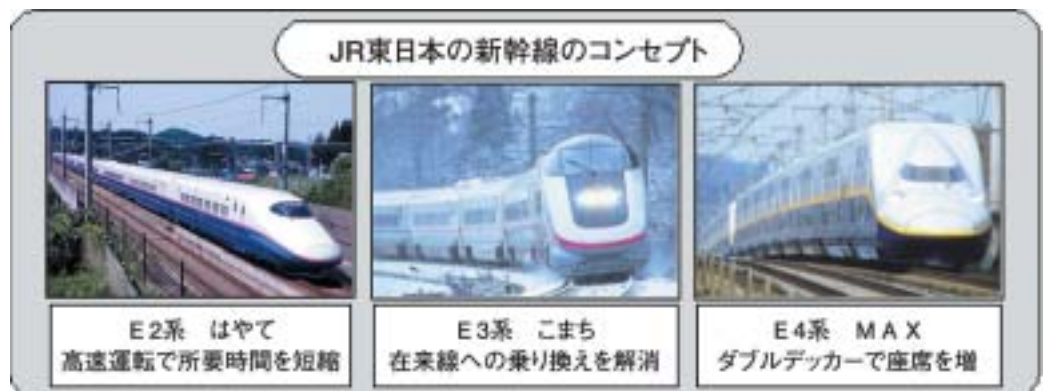 JR東日本の新幹線のコンセプト
E2系 はやて
高速運転で所要時間を短縮
E3系 こまち
在来線への乗り換えを解消
E4系 MAX
ダブルデッカーで座席を増